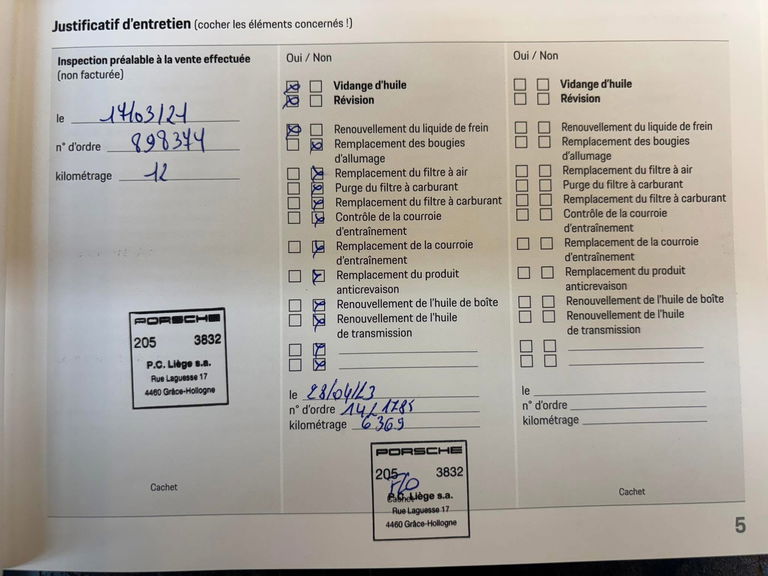 Justificatif d'entretien (cocher les éléments concernés !)
Inspection préalable à la vente effectuée
(non facturée)
le 17/03/21
n° d'ordre 898374
kilométrage 12
PORSCHE
205 3832
P.C. Liège s.a.
Rue Laguesse 17
4460 Grâce-Hollogne
Cachet
Oui / Non
Vidange d'huile
Révision
Renouvellement du liquide de frein
Remplacement des bougies
d'allumage
Remplacement du filtre à air
Purge du filtre à carburant
Remplacement du filtre à carburant
Contrôle de la courroie
d'entraînement
Remplacement de la courroie
d'entraînement
Remplacement du produit
anticrevaison
Renouvellement de l'huile de boîte
Renouvellement de l'huile
de transmission
le 28/04/23
n° d'ordre
kilométrage 6369
PORSCHE
205 3832
Cachet
P.C. Liège s.a.
Rue Laguesse 17
4460 Grâce-Hollogne
Oui / Non
Vidange d'huile
Révision
Renouvellement du liquide de frein
Remplacement des bougies
d'allumage
Remplacement du filtre à air
Purge du filtre à carburant
Remplacement du filtre à carburant
Contrôle de la courroie
d'entraînement
Remplacement de la courroie
d'entraînement
Remplacement du produit
anticrevaison
Renouvellement de l'huile de boîte
Renouvellement de l'huile
de transmission
le
n° d'ordre
kilométrage
Cachet
5